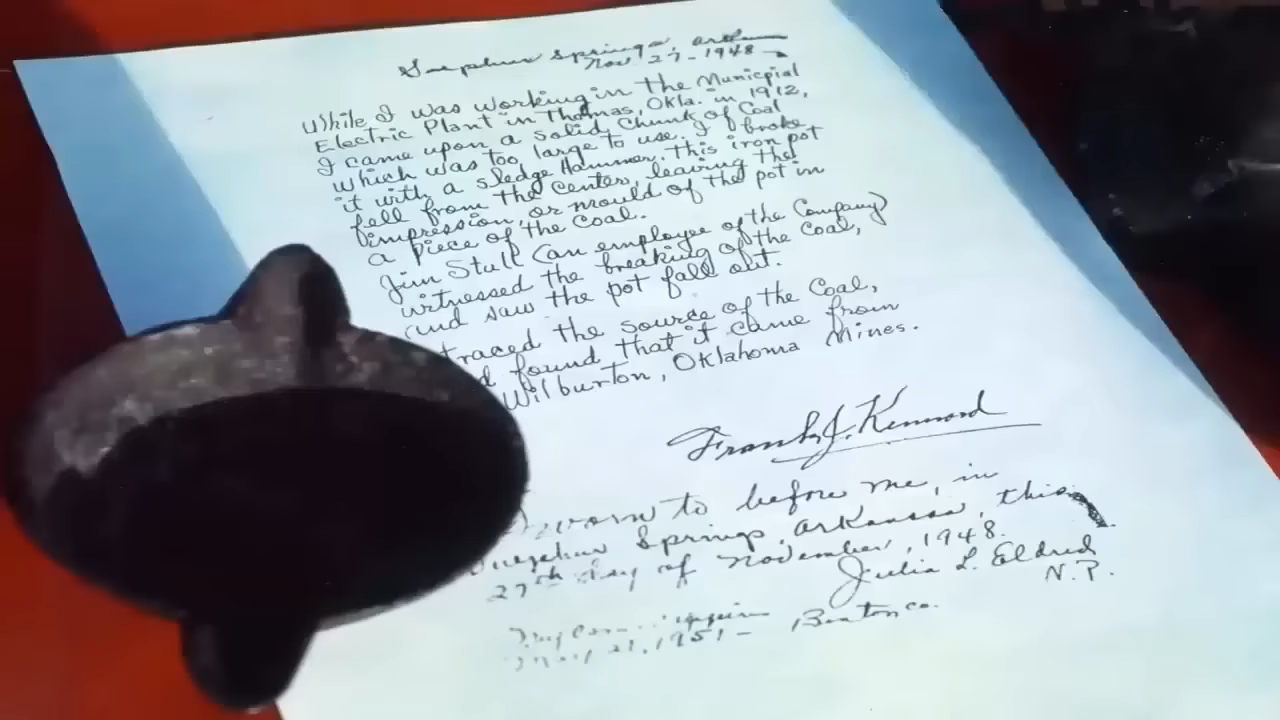 Sulphur Springs, Arkan
Nov. 27 - 1948 -
While I was working in the Municpial
Electric Plant in Thomas, Okla. in 1912,
I came upon a solid Chunk of Coal
which was too large to use. I broke
it with a sledge Hammer. This iron pot
fell from the center, leaving the
impression, or mould of the pot in
a piece of the Coal.
Jim Stull (an employee of the Company)
witnessed the breaking of the Coal,
and saw the pot fall out.
traced the source of the Coal,
found that it came from
Wilburton, Oklahoma Mines.
Frank J. Kennard
Sworn to before me, in
Sulphur Springs, Arkansas, this
27th day of November, 1948.
Julia L. Eldred
N. P.
My Com
21, 1951 - Benton co.